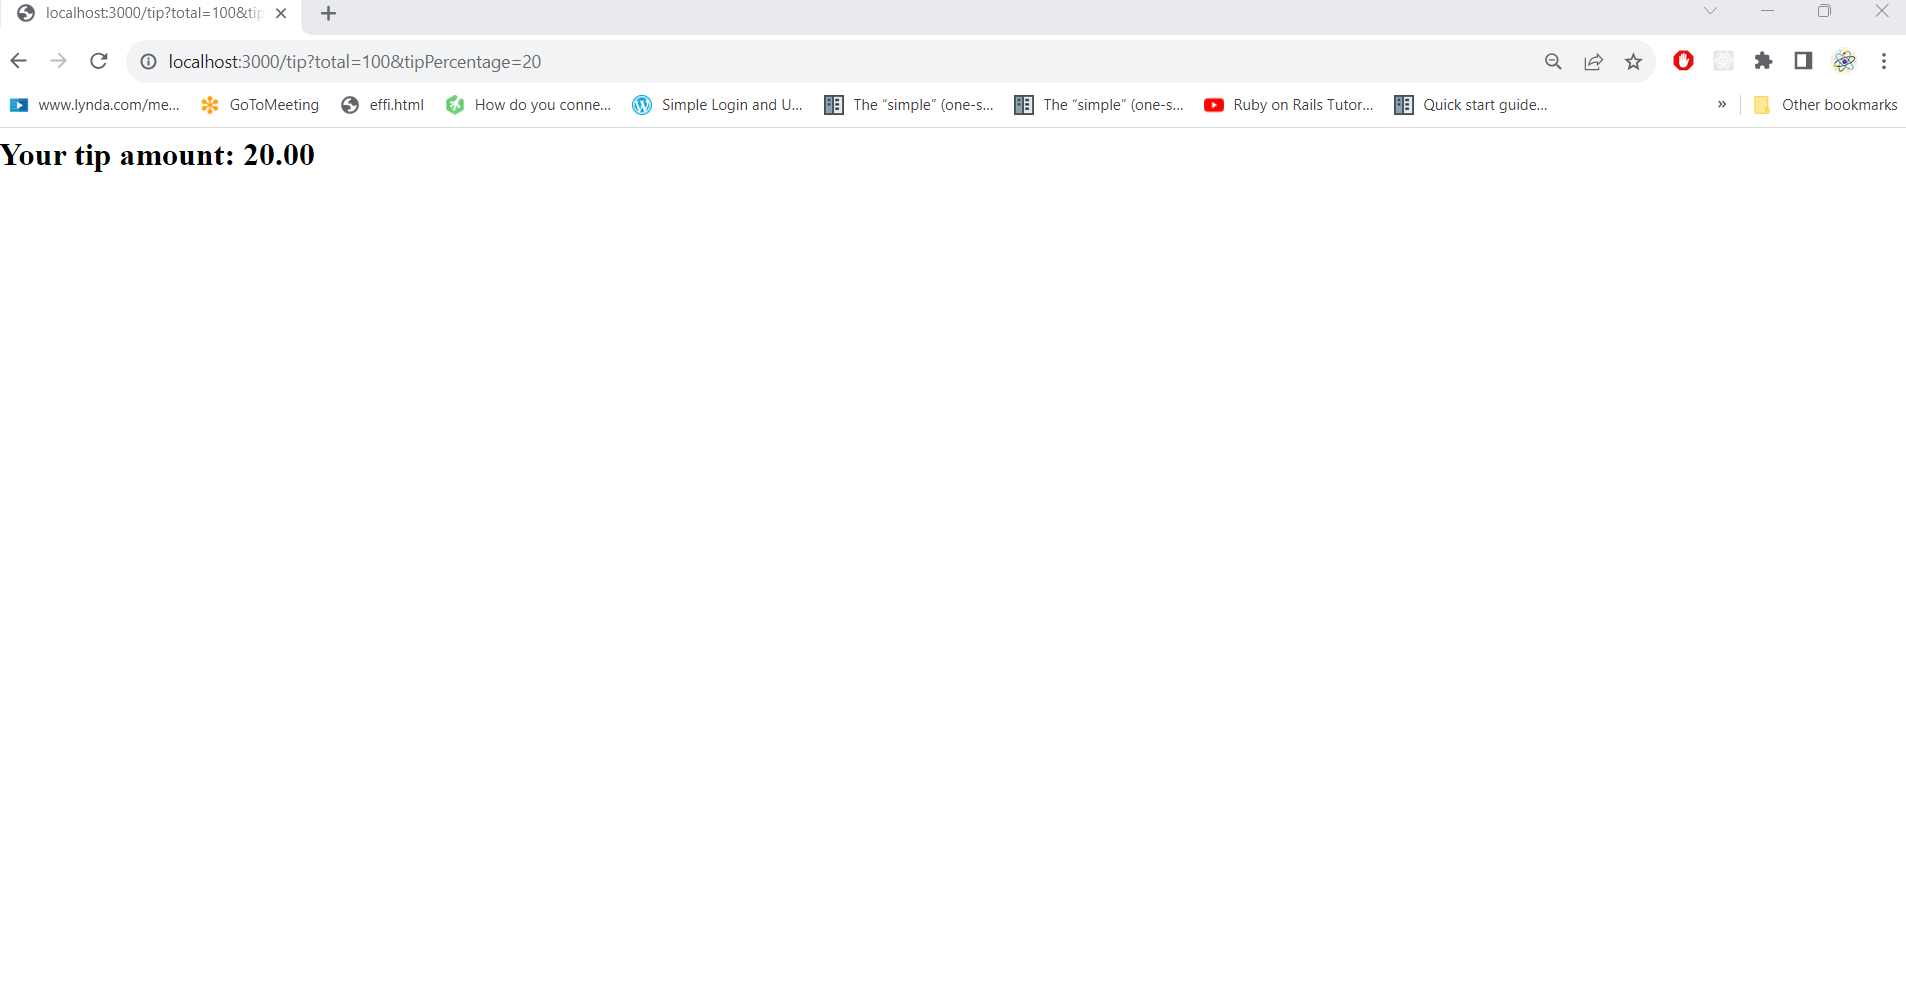 localhost:3000/tip?total=100&tip
localhost:3000/tip?total=100&tipPercentage=20
www.lynda.com/me... GoToMeeting effi.html How do you conne... Simple Login and U... The “simple” (one-s... The “simple” (one-s... Ruby on Rails Tutor... Quick start guide... » Other bookmarks
Your tip amount: 20.00